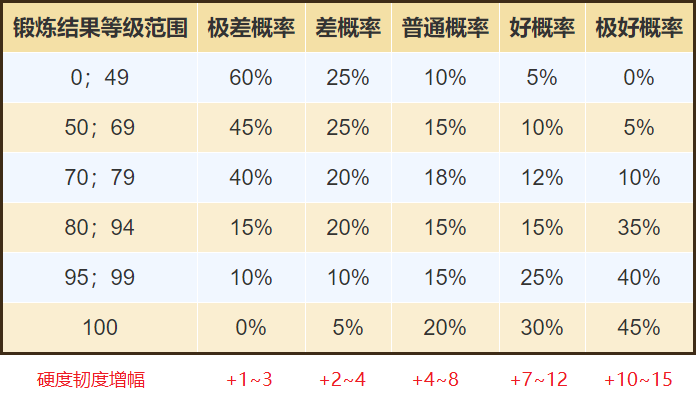 锻炼结果等级范围 极差概率 差概率 普通概率 好概率 极好概率
0；49 60% 25% 10% 5% 0%
50；69 45% 25% 15% 10% 5%
70；79 40% 20% 18% 12% 10%
80；94 15% 20% 15% 15% 35%
95；99 10% 10% 15% 25% 40%
100 0% 5% 20% 30% 45%
硬度韧度增幅 +1~3 +2~4 +4~8 +7~12 +10~15